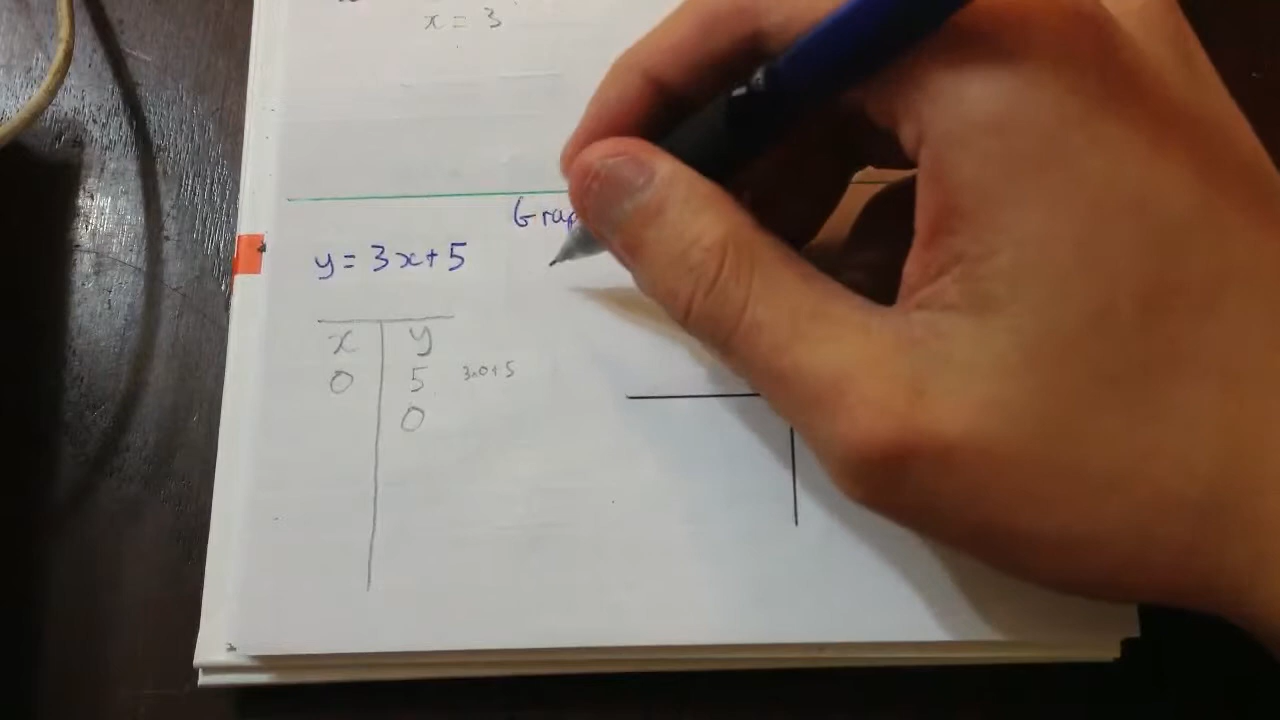 x = 3
Grap
y = 3x + 5
x y
0 5 3.0+5
0